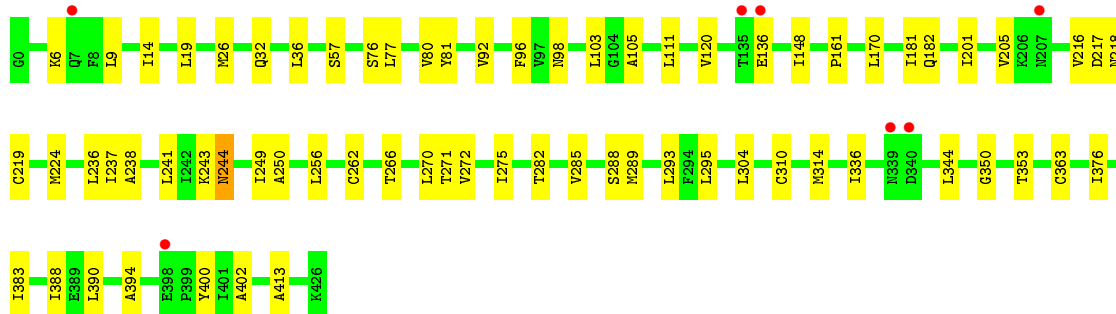 G0 K6 Q7 F8 L9 I14 L19 M26 Q32 L36 S57 S76 L77 V80 Y81 V92 F96 V97 N98 L103 G104 A105 L111 V120 T135 E136 I148 P161 L170 I181 Q182 I201 V205 K206 N207 V216 D217 N218
C219 M224 L236 I237 A238 L241 I242 K243 N244 I249 A250 L256 C262 T266 L270 T271 V272 I275 T282 V285 S288 M289 L293 F294 L295 L304 C310 M314 I336 N339 D340 L344 G350 T353 C363 I376
I383 I388 E389 L390 A394 E398 P399 Y400 I401 A402 A413 K426